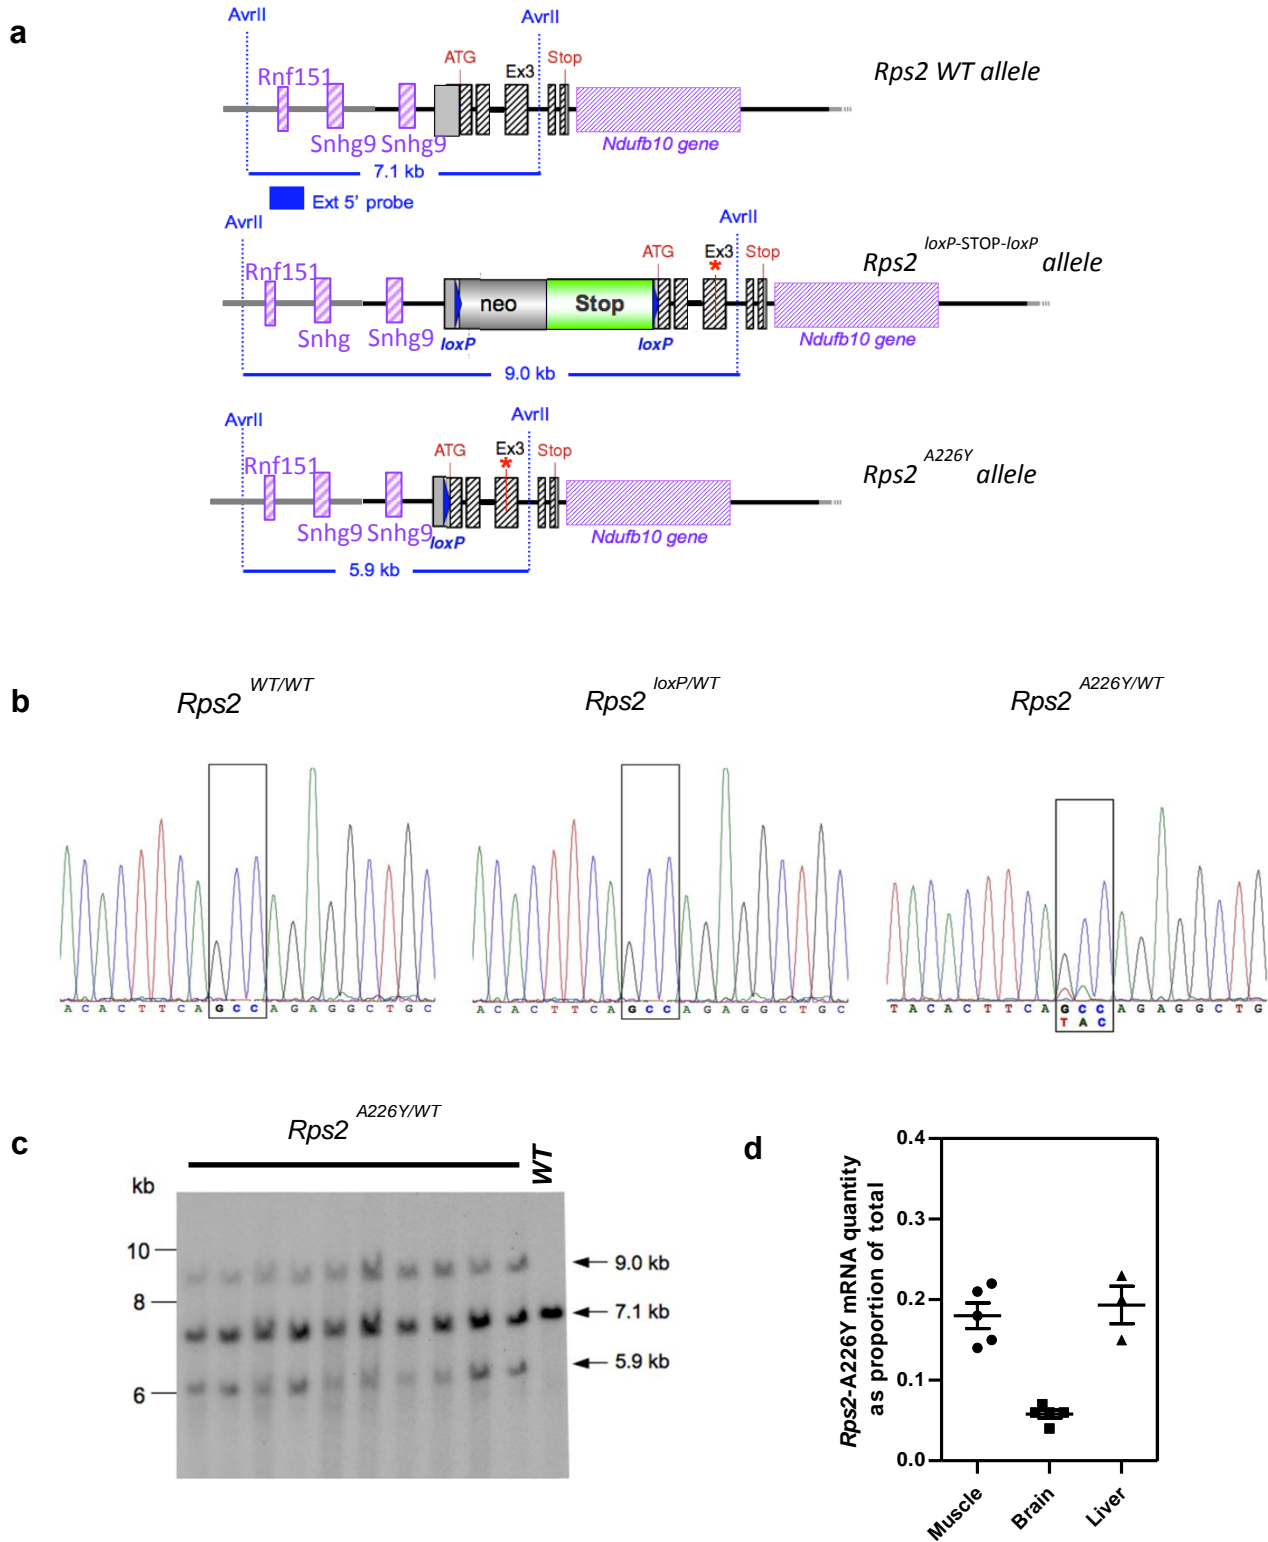 a
AvrII
AvrII
ATG
Ex3
Stop
Rnf151
Rps2 WT allele
Snhg9
Snhg9
Ndufb10 gene
7.1 kb
Ext 5' probe
AvrII
AvrII
ATG
Ex3
*
Stop
Rps2 loxP-STOP-loxP allele
Rnf151
neo
Stop
Snhg
Snhg9
loxP
loxP
Ndufb10 gene
9.0 kb
AvrII
AvrII
ATG
Ex3
*
Stop
Rps2 A226Y allele
Rnf151
Snhg9
Snhg9
loxP
Ndufb10 gene
5.9 kb
b
Rps2 WT/WT
Rps2 loxP/WT
Rps2 A226Y/WT
A C A C T T C A G C C A G A G G C T G C
A C A C T T C A G C C A G A G G C T G C
T A C A C T T C A G C C A G A G G C T G
T A C
c
Rps2 A226Y/WT
WT
kb
10
8
6
9.0 kb
7.1 kb
5.9 kb
d
Rps2-A226Y mRNA quantity
as proportion of total
0.4
0.3
0.2
0.1
0.0
Muscle
Brain
Liver